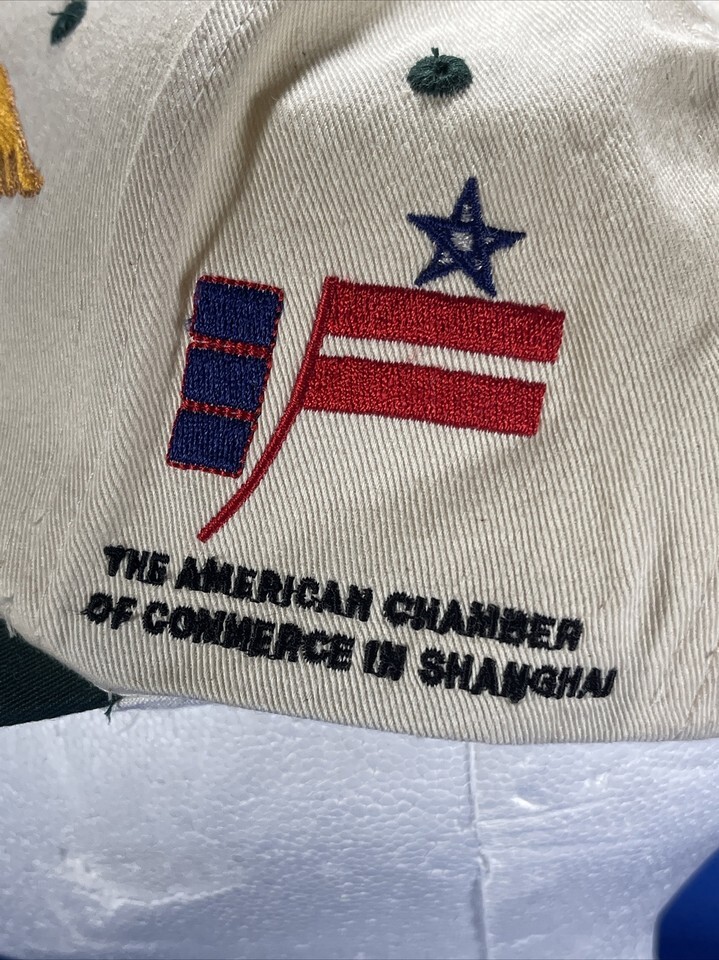 THE AMERICAN CHAMBER
OF COMMERCE IN SHANGHAI